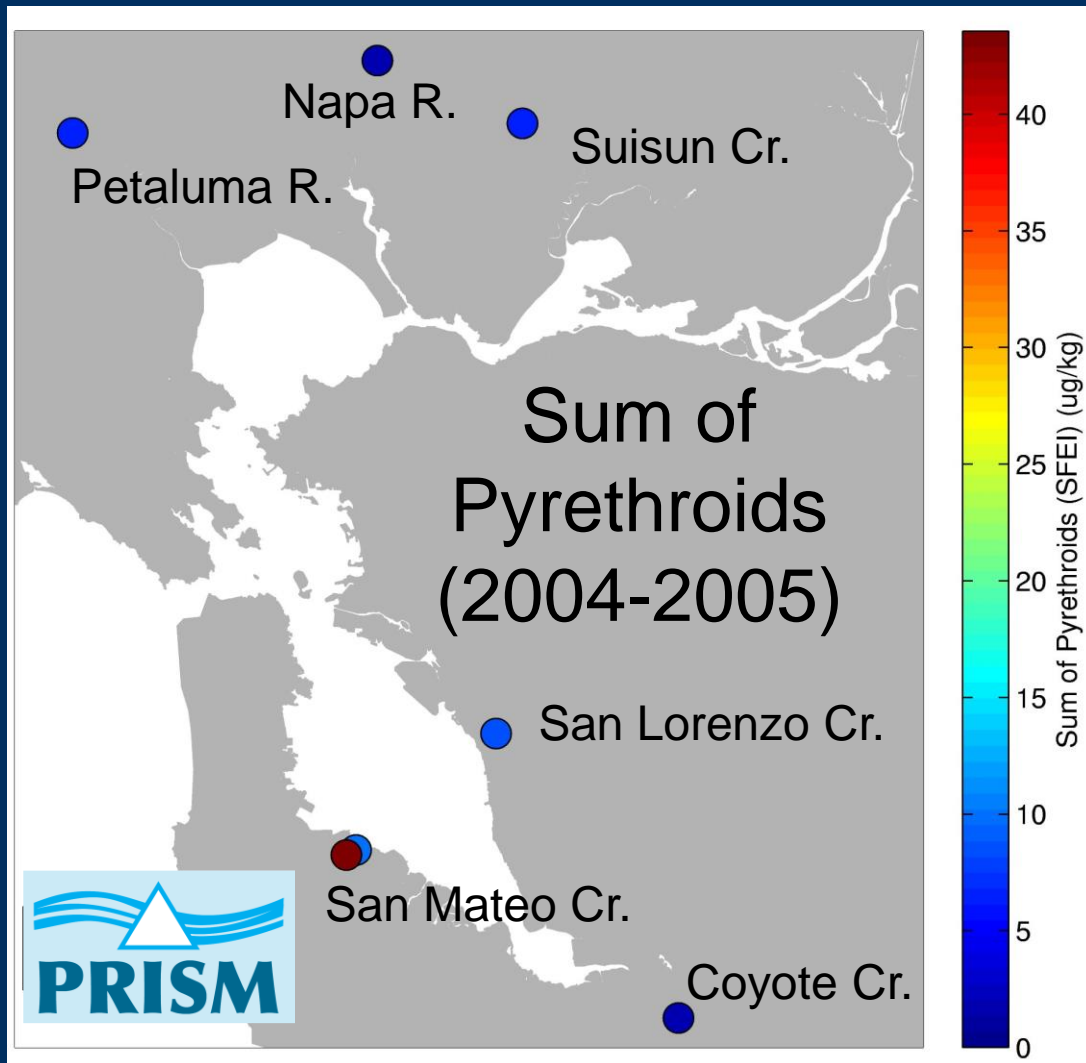 Napa R.
Suisun Cr.
Petaluma R.
Sum of
Pyrethroids
(2004-2005)
San Lorenzo Cr.
San Mateo Cr.
Coyote Cr.
PRISM
40
35
30
25
20
15
10
5
0
Sum of Pyrethroids (SFEI) (ug/kg)